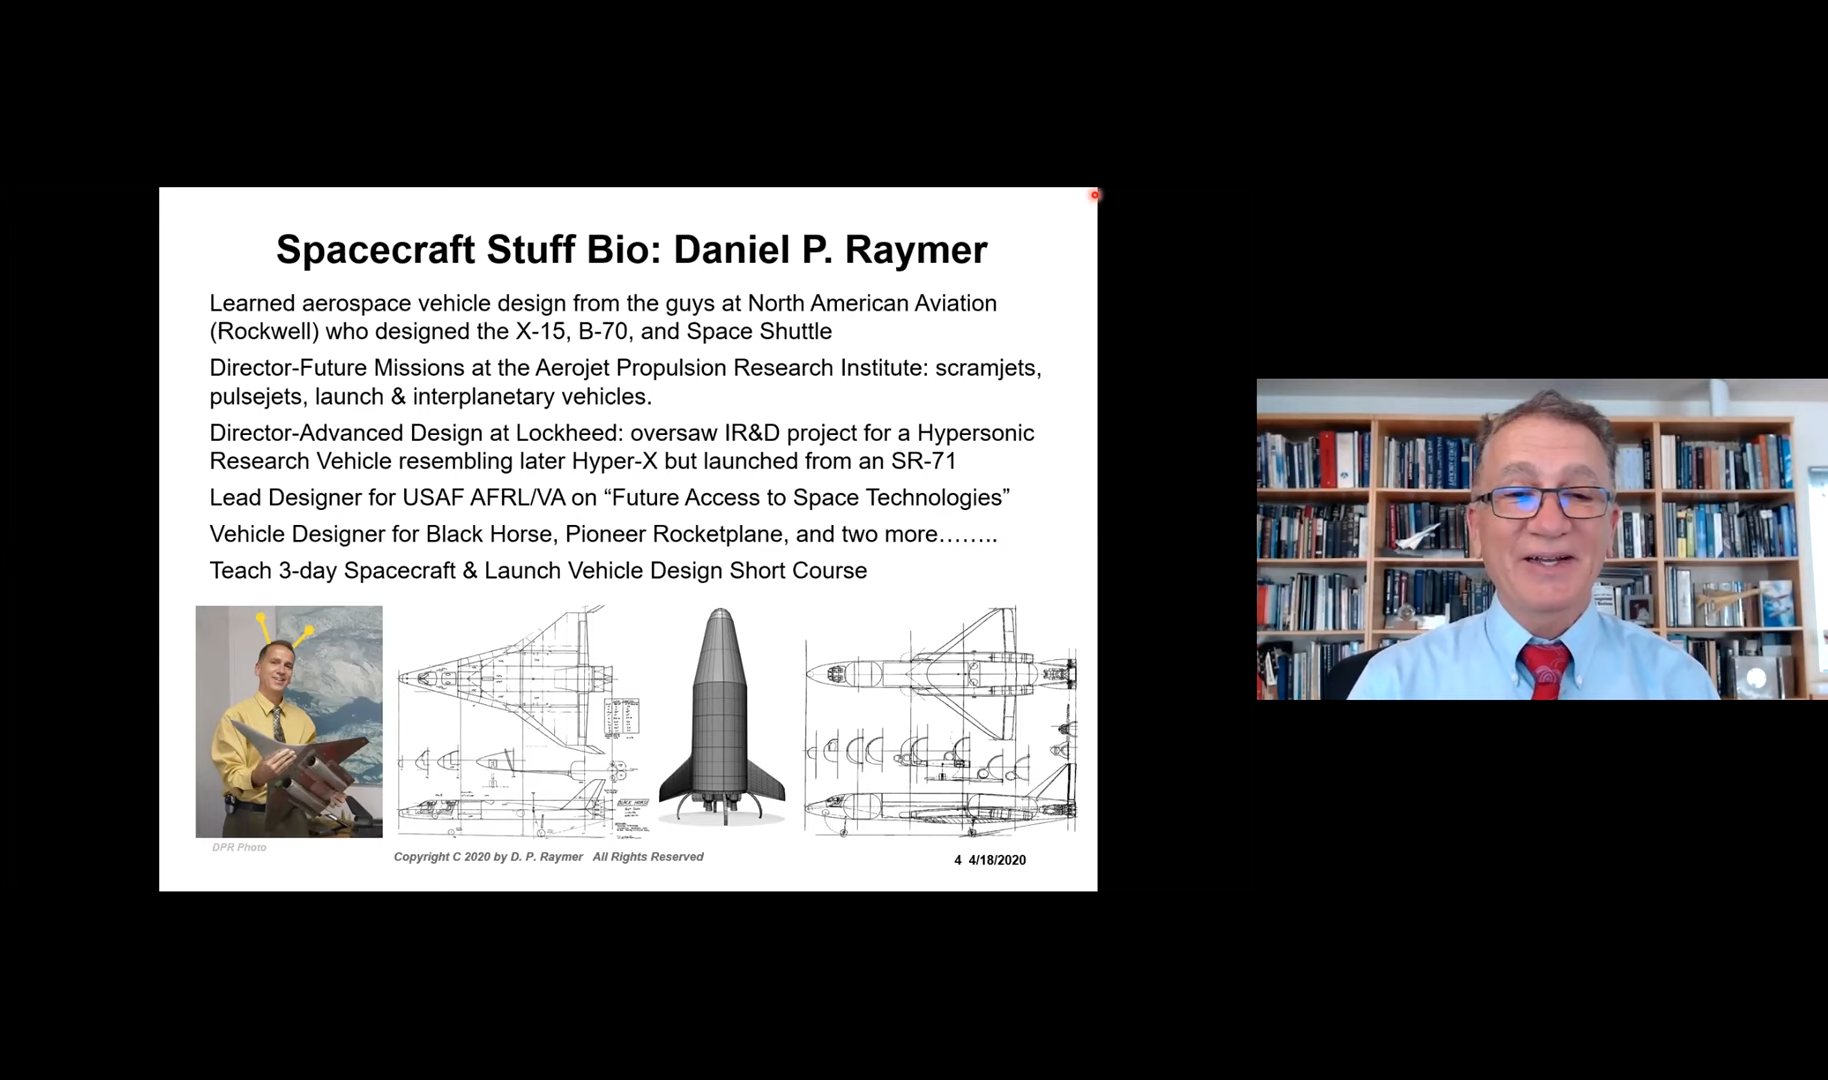 Spacecraft Stuff Bio: Daniel P. Raymer
Learned aerospace vehicle design from the guys at North American Aviation
(Rockwell) who designed the X-15, B-70, and Space Shuttle
Director-Future Missions at the Aerojet Propulsion Research Institute: scramjets,
pulsejets, launch & interplanetary vehicles.
Director-Advanced Design at Lockheed: oversaw IR&D project for a Hypersonic
Research Vehicle resembling later Hyper-X but launched from an SR-71
Lead Designer for USAF AFRL/VA on “Future Access to Space Technologies”
Vehicle Designer for Black Horse, Pioneer Rocketplane, and two more……..
Teach 3-day Spacecraft & Launch Vehicle Design Short Course
BLACK HORSE
DPR Photo
Copyright C 2020 by D. P. Raymer All Rights Reserved
4 4/18/2020